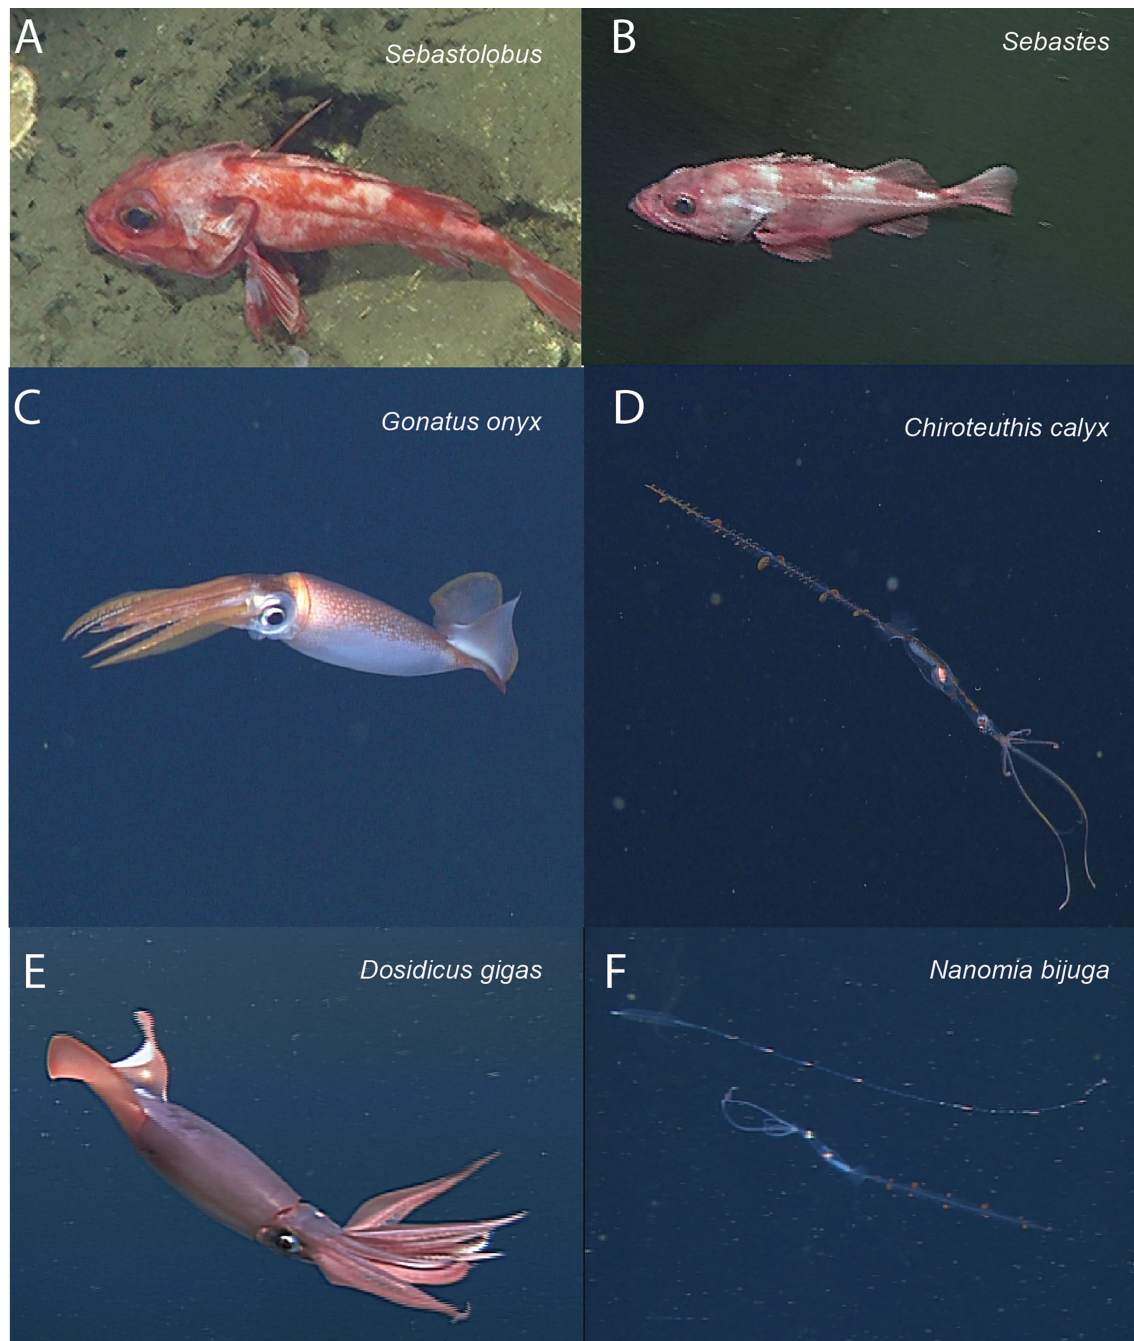 A
Sebastolobus
B
Sebastes
C
Gonatus onyx
D
Chiroteuthis calyx
E
Dosidicus gigas
F
Nanomia bijuga